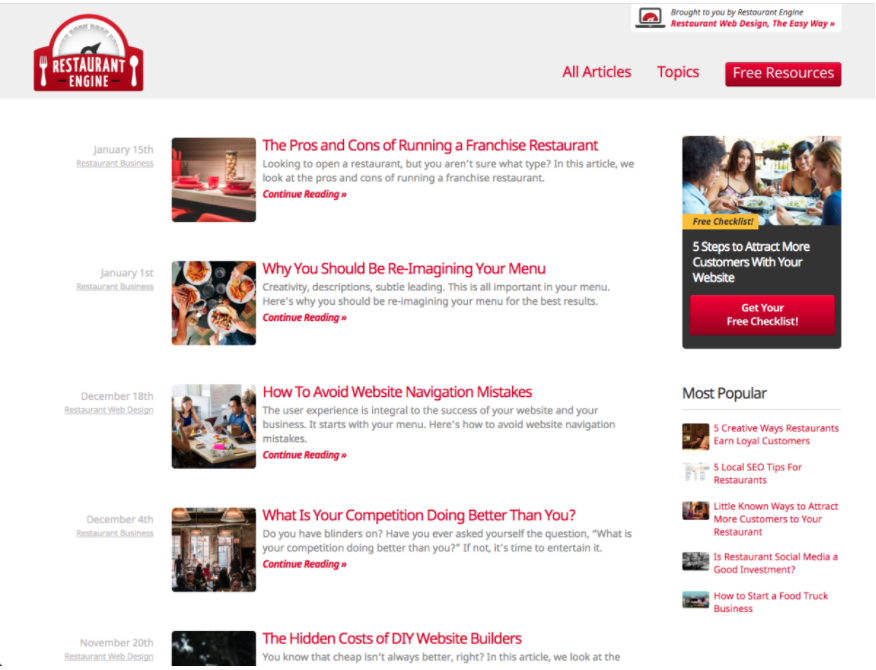 Brought to you by Restaurant Engine
Restaurant Web Design, The Easy Way »
RESTAURANT
ENGINE
All Articles
Topics
Free Resources
January 15th
Restaurant Business
The Pros and Cons of Running a Franchise Restaurant
Looking to open a restaurant, but you aren't sure what type? In this article, we
look at the pros and cons of running a franchise restaurant.
Continue Reading »
January 1st
Restaurant Business
Why You Should Be Re-Imagining Your Menu
Creativity, descriptions, subtle leading. This is all important in your menu.
Here's why you should be re-imagining your menu for the best results.
Continue Reading »
December 18th
Restaurant Web Design
How To Avoid Website Navigation Mistakes
The user experience is integral to the success of your website and your
business. It starts with your menu. Here's how to avoid website navigation
mistakes.
Continue Reading »
December 4th
Restaurant Business
What Is Your Competition Doing Better Than You?
Do you have blinders on? Have you ever asked yourself the question, "What is
your competition doing better than you?" If not, it's time to entertain it.
Continue Reading »
November 20th
Restaurant Web Design
The Hidden Costs of DIY Website Builders
You know that cheap isn't always better, right? In this article, we look at the
Free Checklist!
5 Steps to Attract More
Customers With Your
Website
Get Your
Free Checklist!
Most Popular
5 Creative Ways Restaurants
Earn Loyal Customers
5 Local SEO Tips For
Restaurants
Little Known Ways to Attract
More Customers to Your
Restaurant
Is Restaurant Social Media a
Good Investment?
How to Start a Food Truck
Business